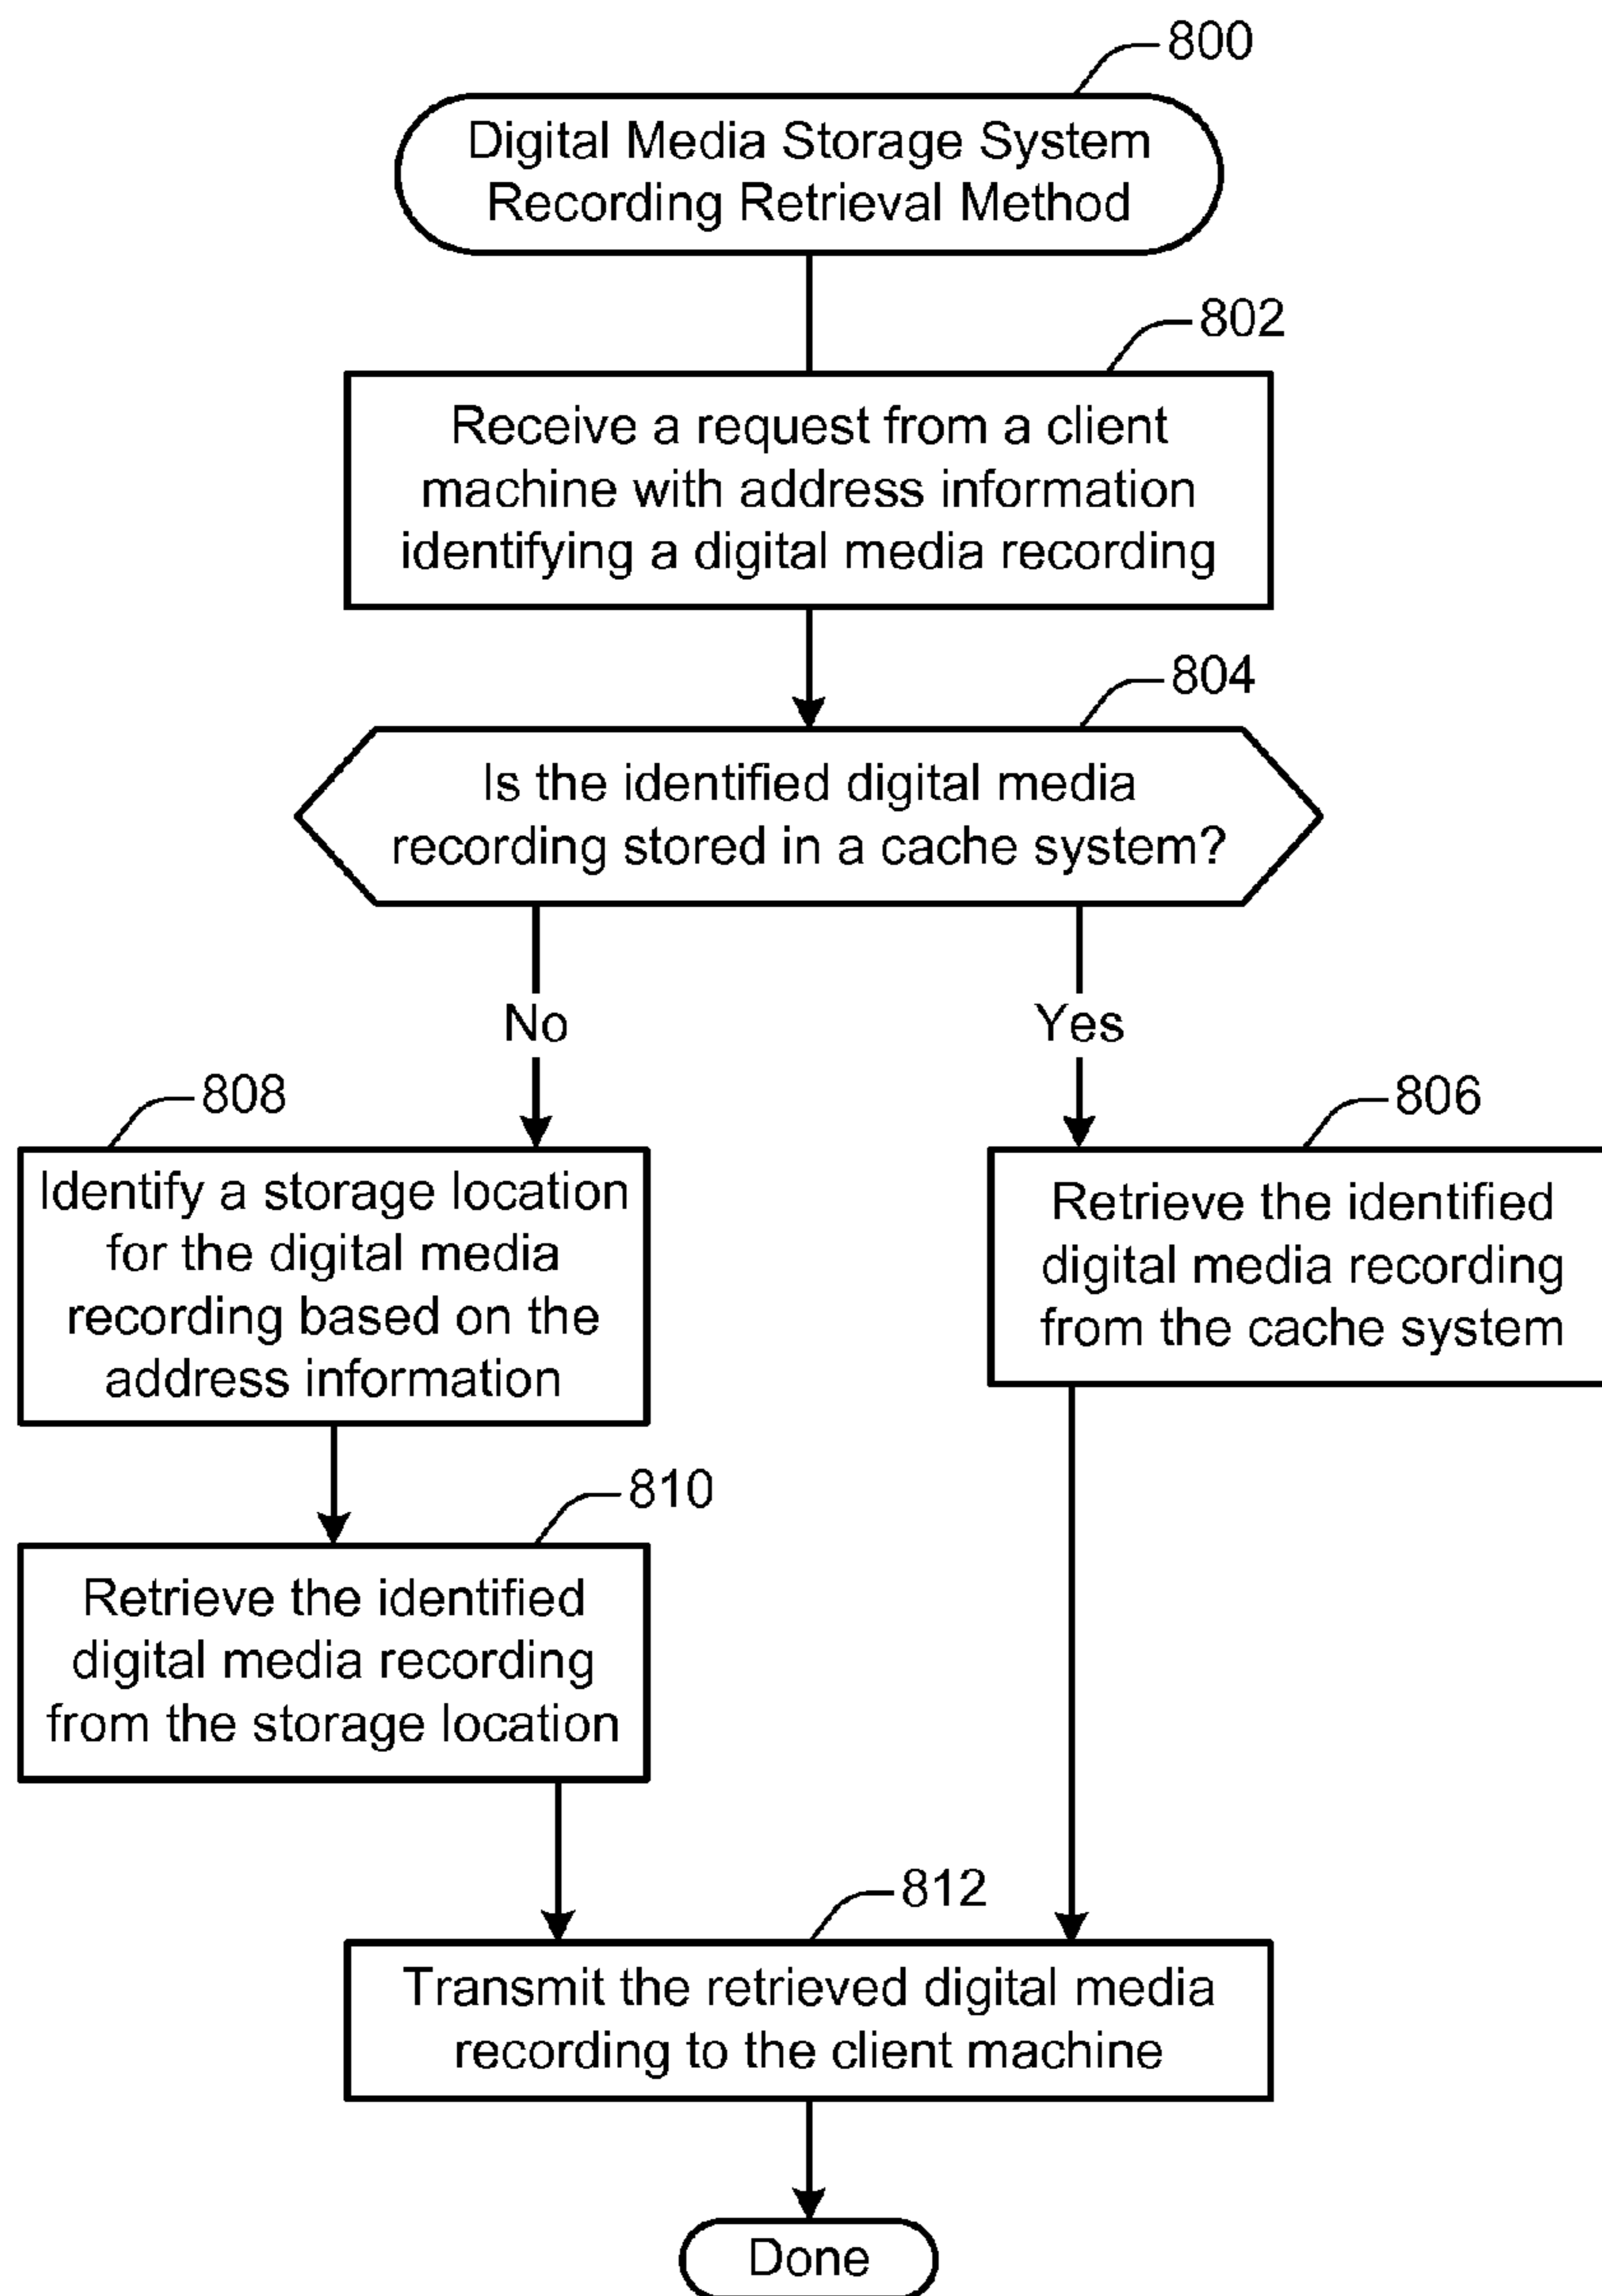 800
Digital Media Storage System
Recording Retrieval Method
802
Receive a request from a client
machine with address information
identifying a digital media recording
804
Is the identified digital media
recording stored in a cache system?
No
Yes
808
Identify a storage location
for the digital media
recording based on the
address information
806
Retrieve the identified
digital media recording
from the cache system
810
Retrieve the identified
digital media recording
from the storage location
812
Transmit the retrieved digital media
recording to the client machine
Done